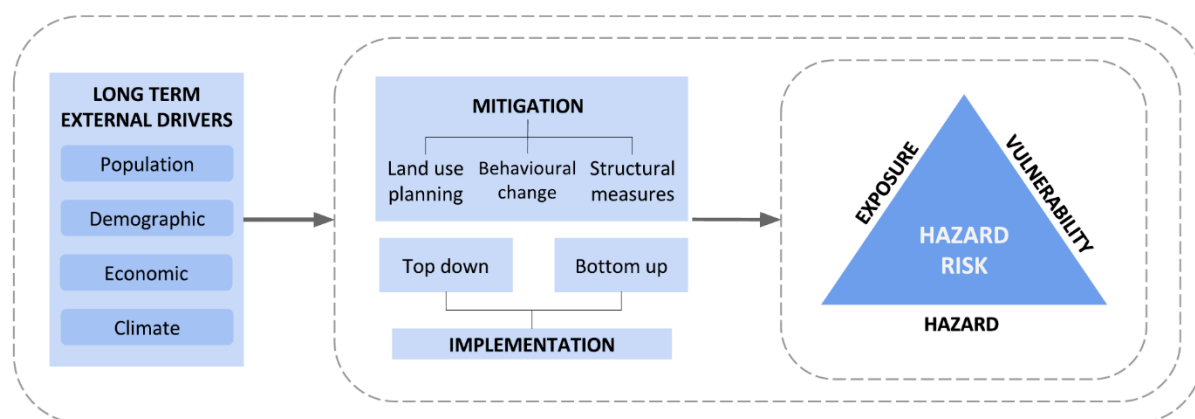 LONG TERM
EXTERNAL DRIVERS
Population
Demographic
Economic
Climate
MITIGATION
Land use
planning
Behavioural
change
Structural
measures
Top down
Bottom up
IMPLEMENTATION
EXPOSURE
VULNERABILITY
HAZARD
RISK
HAZARD